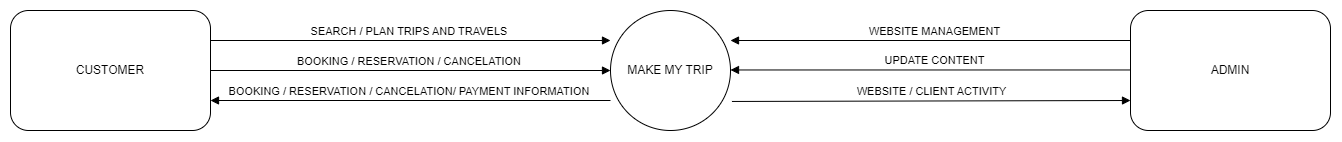 SEARCH / PLAN TRIPS AND TRAVELS
WEBSITE MANAGEMENT
BOOKING / RESERVATION / CANCELATION
UPDATE CONTENT
CUSTOMER
MAKE MY TRIP
ADMIN
BOOKING / RESERVATION / CANCELATION/ PAYMENT INFORMATION
WEBSITE / CLIENT ACTIVITY